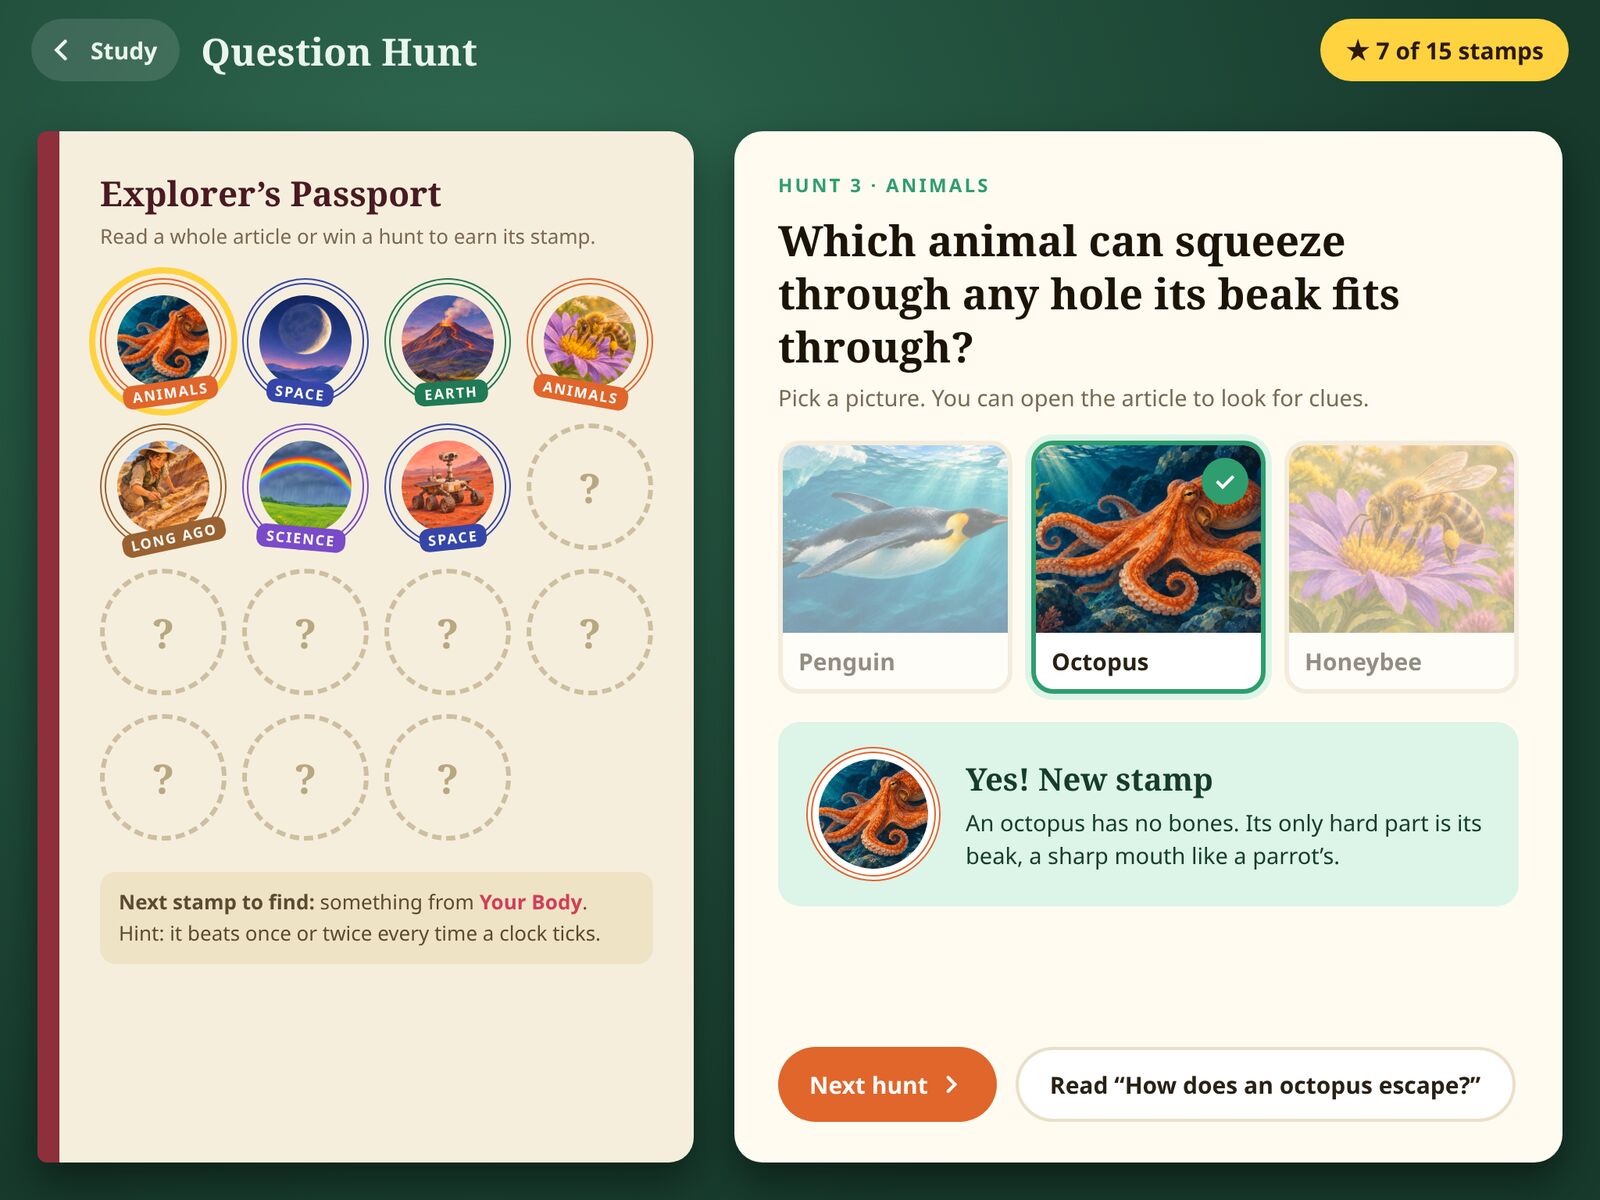 Study
Question Hunt
★ 7 of 15 stamps
Explorer’s Passport
Read a whole article or win a hunt to earn its stamp.
ANIMALS
SPACE
EARTH
ANIMALS
LONG AGO
SCIENCE
SPACE
?
?
?
?
?
?
?
?
Next stamp to find: something from Your Body.
Hint: it beats once or twice every time a clock ticks.
HUNT 3 · ANIMALS
Which animal can squeeze
through any hole its beak fits
through?
Pick a picture. You can open the article to look for clues.
Penguin
Octopus
Honeybee
Yes! New stamp
An octopus has no bones. Its only hard part is its
beak, a sharp mouth like a parrot’s.
Next hunt
Read “How does an octopus escape?”